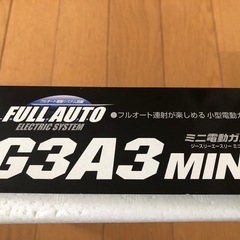 FULL AUTO
ELECTRIC SYSTEM
●フルオート連射が楽しめる 小型電動ガ
G3A3 MIN
ミニ電動ガ
ジースリーエースリー ミニ